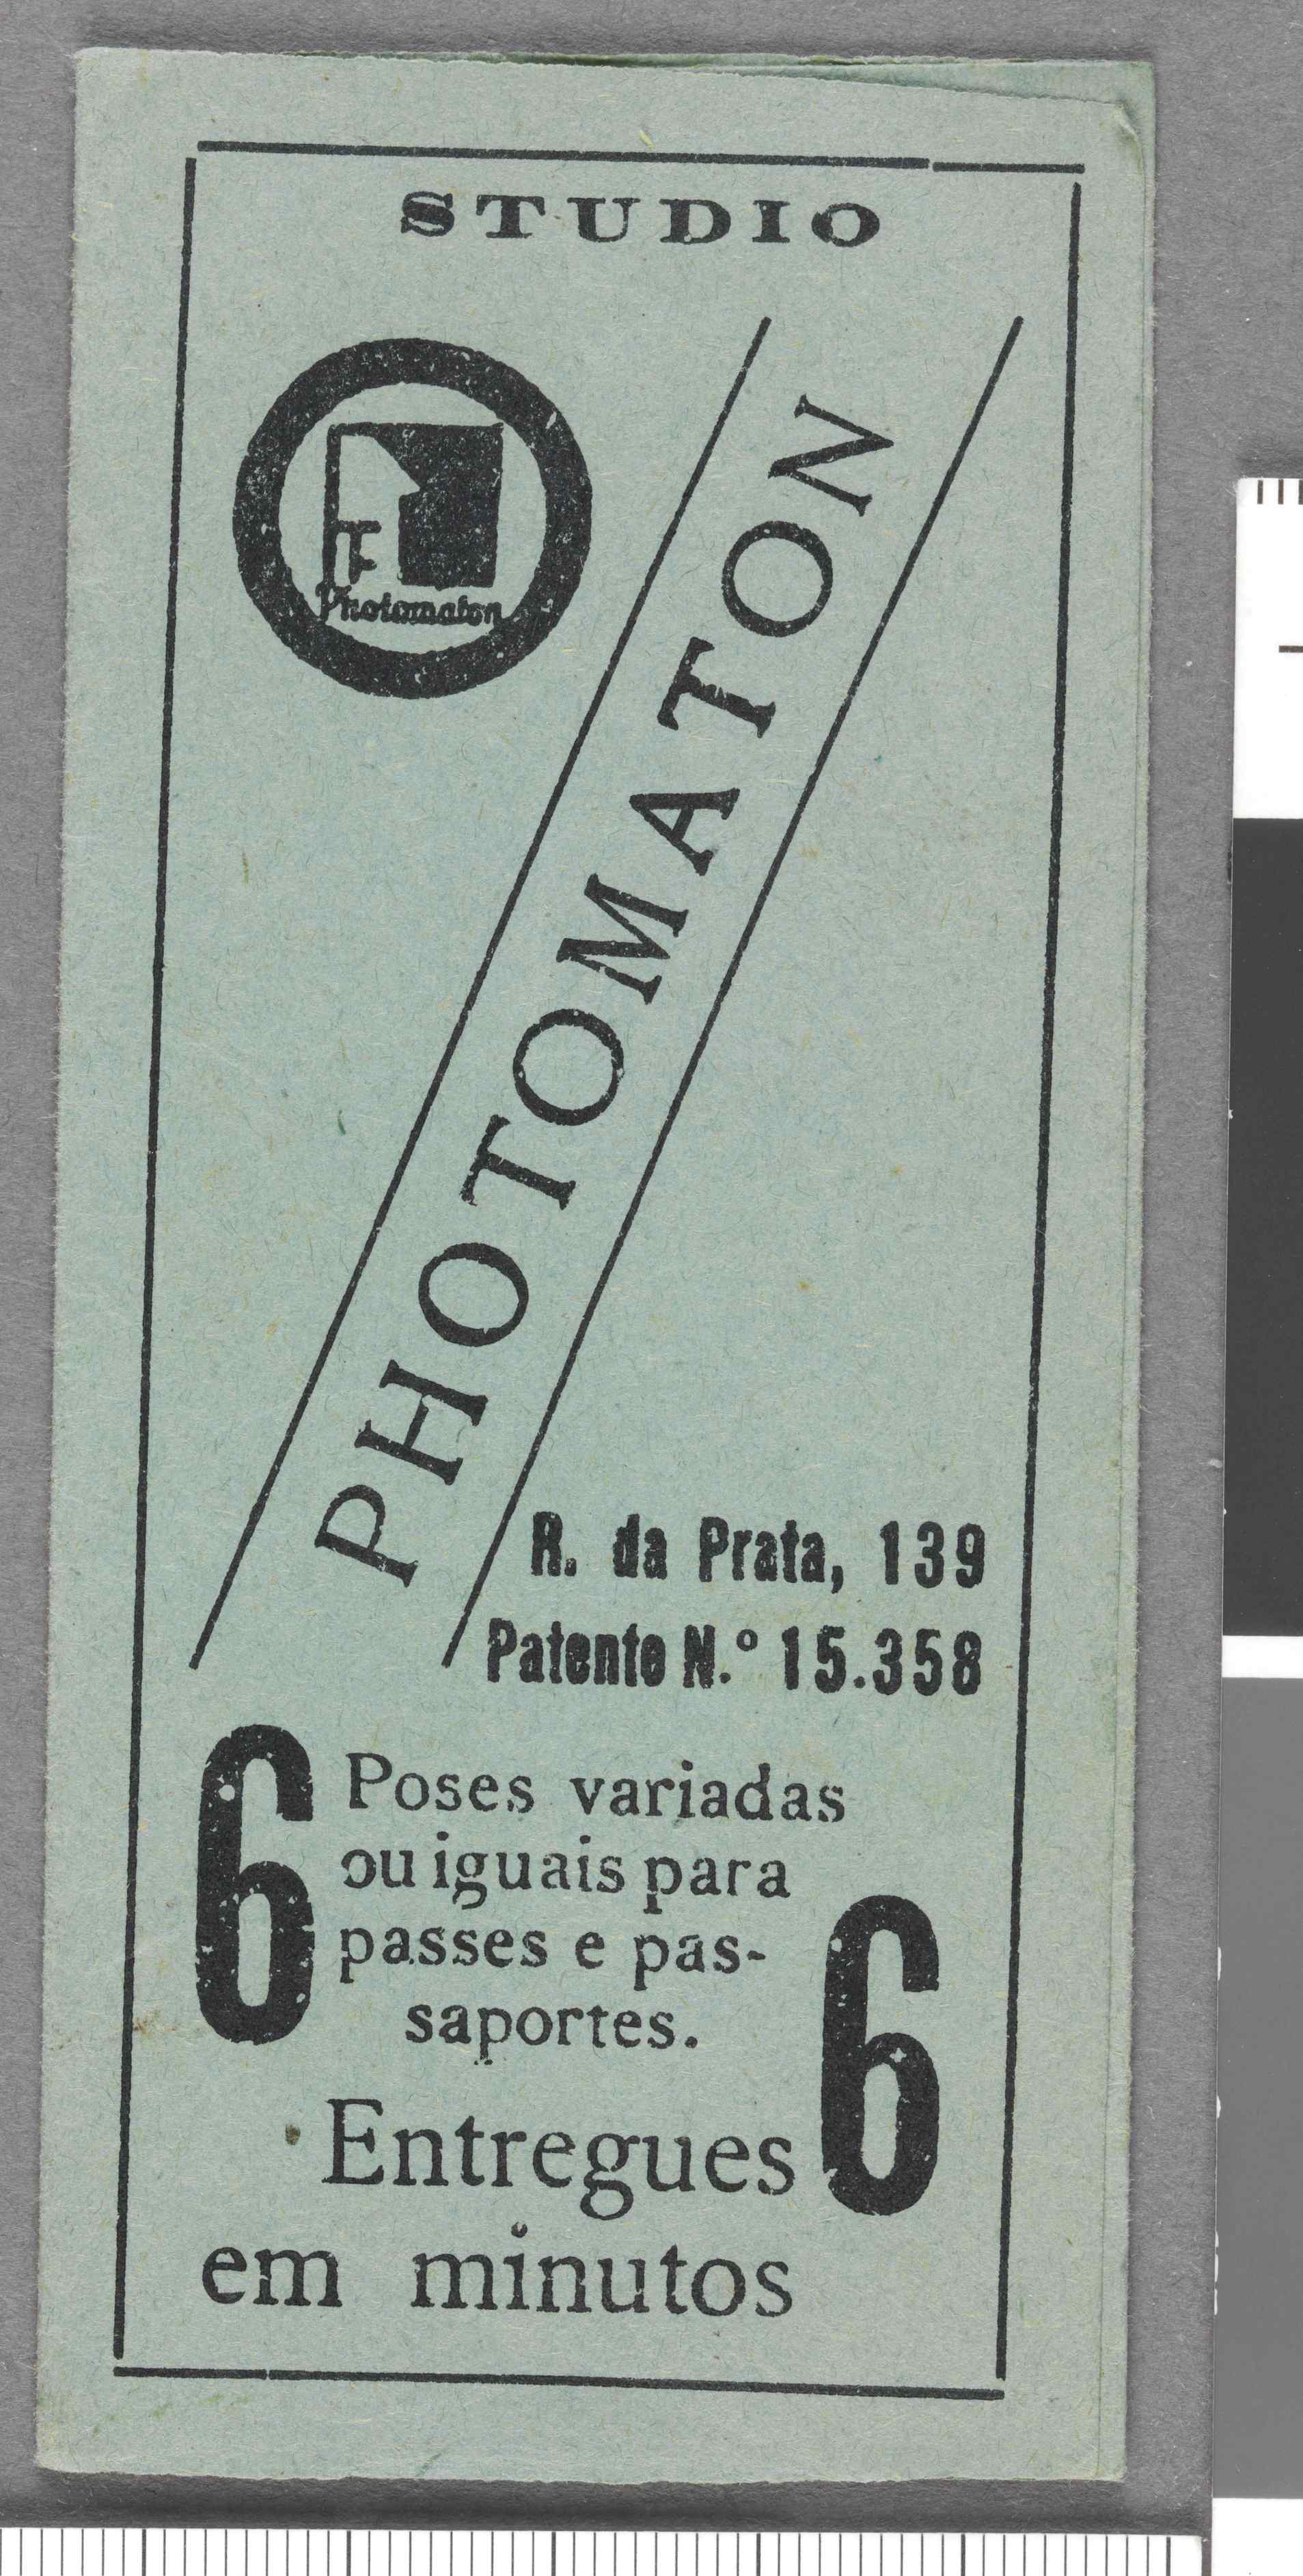 STUDIO
Photomaton
PHOTOMATON
R. da Prata, 139
Patente N.º 15.358
6 Poses variadas
ou iguais para
passes e pas-
saportes. 6
Entregues
em minutos